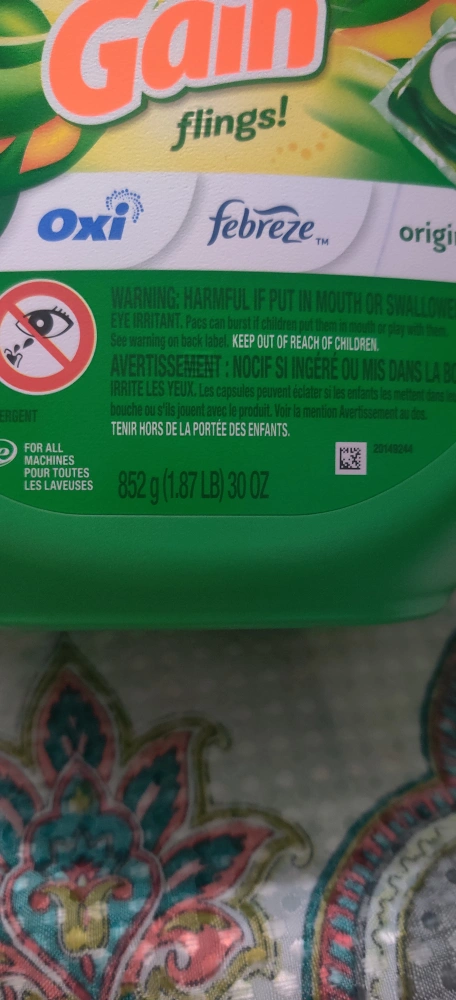 Gain
flings!
Oxi
febreze™
origi
WARNING: HARMFUL IF PUT IN MOUTH OR SWALLOWE
EYE IRRITANT. Pacs can burst if children put them in mouth or play with them.
See warning on back label. KEEP OUT OF REACH OF CHILDREN.
AVERTISSEMENT : NOCIF SI INGÉRÉ OU MIS DANS LA BO
IRRITE LES YEUX. Les capsules peuvent éclater si les enfants les mettent dans le
bouche ou s'ils jouent avec le produit. Voir la mention Avertissement au dos.
TENIR HORS DE LA PORTÉE DES ENFANTS.
ERGENT
e
FOR ALL
MACHINES
POUR TOUTES
LES LAVEUSES
852 g (1.87 LB) 30 OZ
20149244